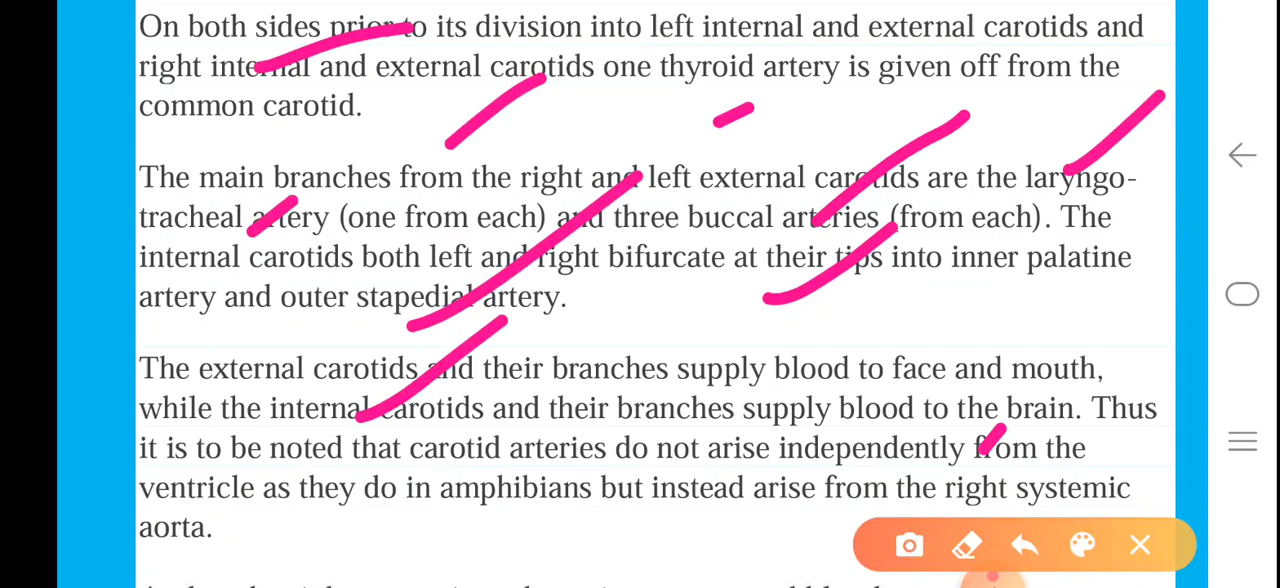 On both sides prior to its division into left internal and external carotids and
right internal and external carotids one thyroid artery is given off from the
common carotid.
The main branches from the right and left external carotids are the laryngo-
tracheal artery (one from each) and three buccal arteries (from each). The
internal carotids both left and right bifurcate at their tips into inner palatine
artery and outer stapedial artery.
The external carotids and their branches supply blood to face and mouth,
while the internal carotids and their branches supply blood to the brain. Thus
it is to be noted that carotid arteries do not arise independently from the
ventricle as they do in amphibians but instead arise from the right systemic
aorta.